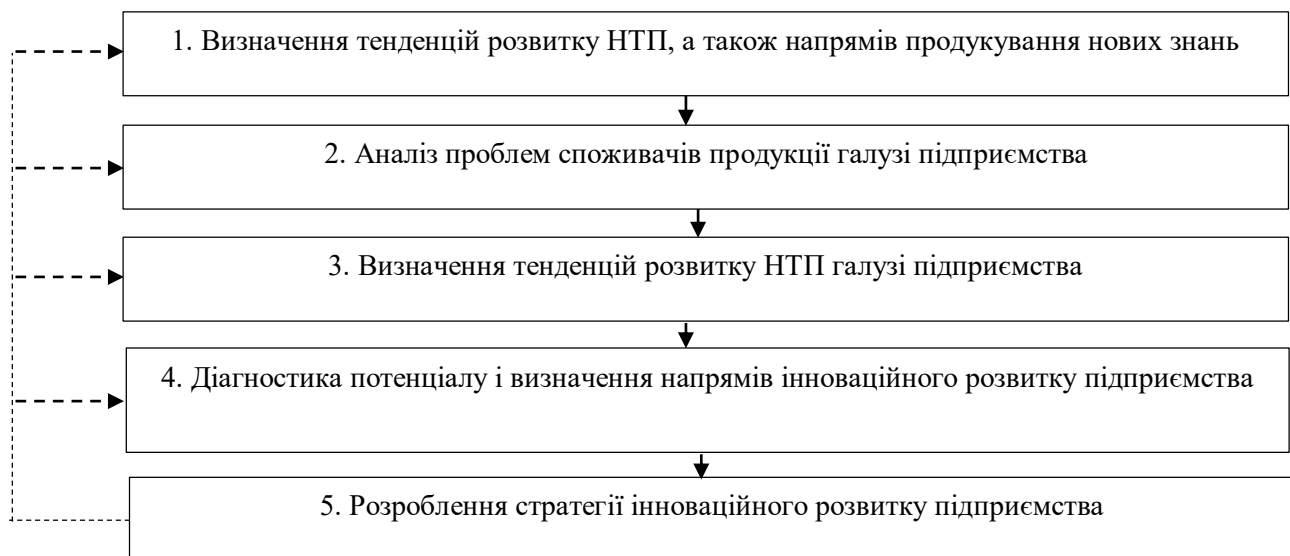 1. Визначення тенденцій розвитку НТП, а також напрямів продукування нових знань
2. Аналіз проблем споживачів продукції галузі підприємства
3. Визначення тенденцій розвитку НТП галузі підприємства
4. Діагностика потенціалу і визначення напрямів інноваційного розвитку підприємства
5. Розроблення стратегії інноваційного розвитку підприємства